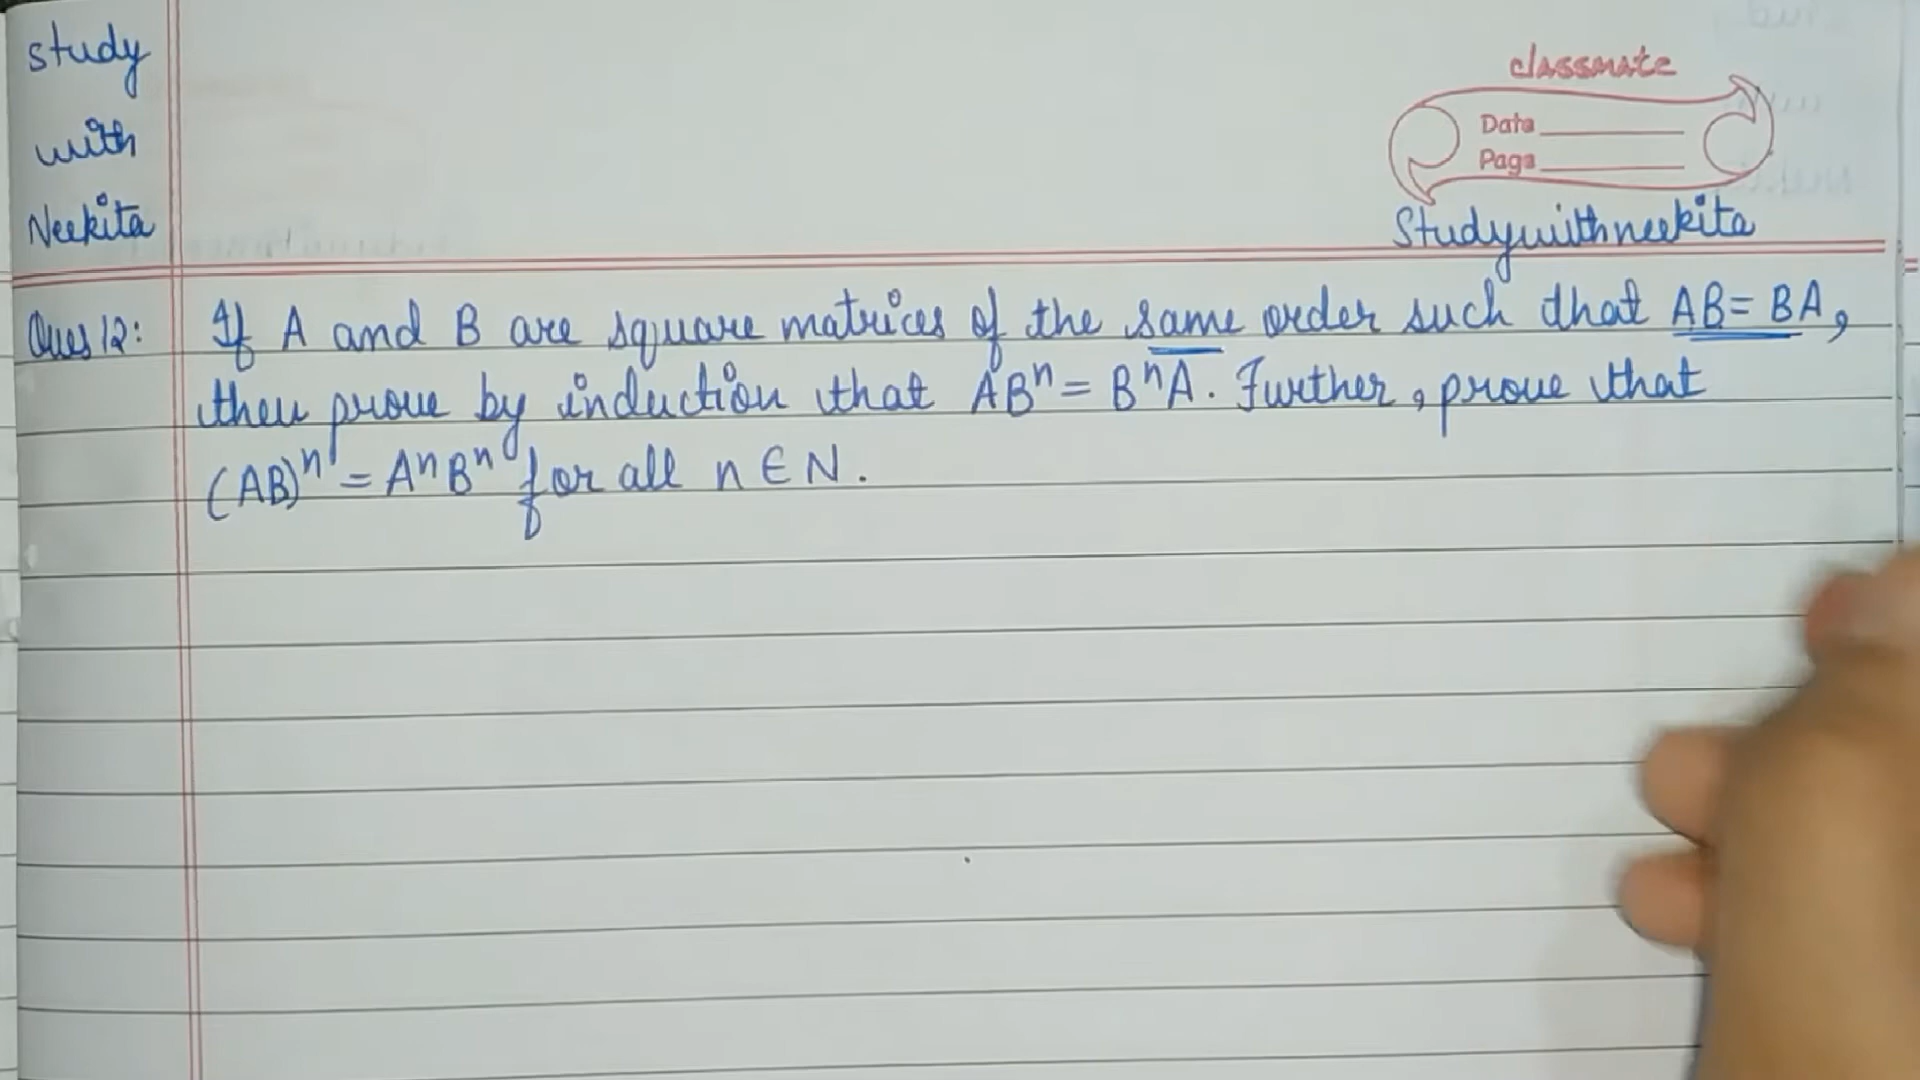 study
with
Neekita
classmate
Date
Page
Studywithneekita
Ques 12: If A and B are square matrices of the same order such that AB = BA,
then prove by induction that ABⁿ = BⁿA. Further, prove that
(AB)ⁿ = AⁿBⁿ for all n ∈ N.